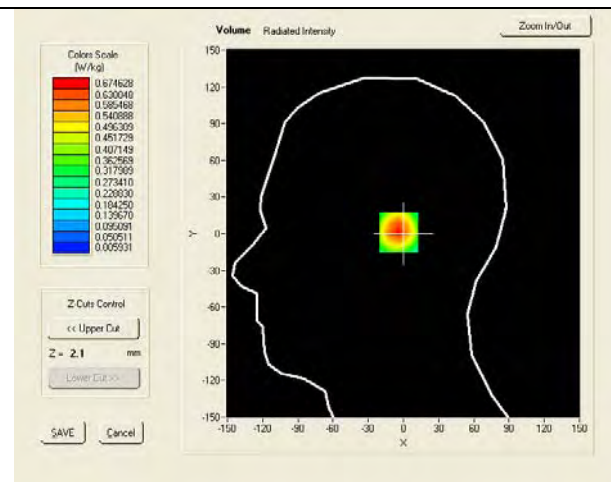 Volume Radiated Intensity
Zoom In/Out
Colors Scale
(W/kg)
0.674628
0.630048
0.585468
0.540888
0.496309
0.451729
0.407149
0.362569
0.317989
0.273410
0.228830
0.184250
0.139670
0.095091
0.050511
0.005931
Z-Cuts Control
<< Upper Cut
Z = 2.1 mm
Lower Cut >>
SAVE
Cancel
150
120
90
60
30
0
-30
-60
-90
-120
-150
Y
-150 -120 -90 -60 -30 0 30 60 90 120 150
X